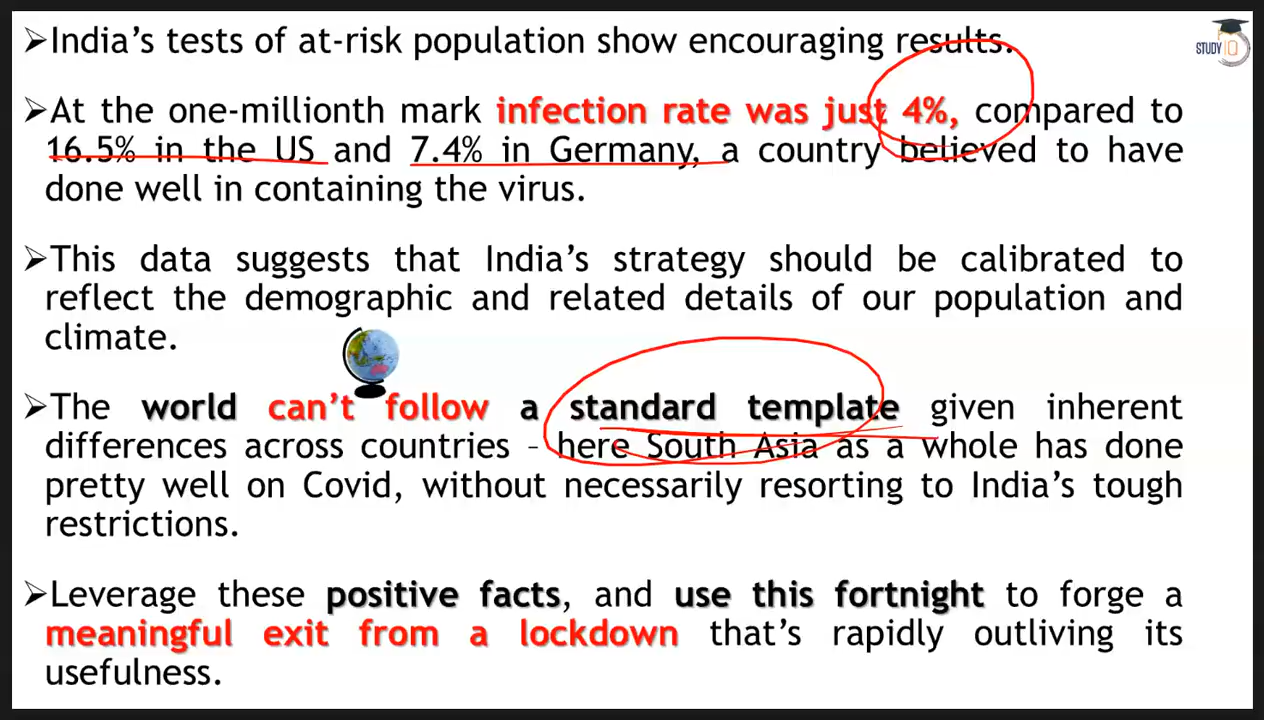 ➢India's tests of at-risk population show encouraging results.
STUDY IQ
➢At the one-millionth mark infection rate was just 4%, compared to
16.5% in the US and 7.4% in Germany, a country believed to have
done well in containing the virus.
➢This data suggests that India's strategy should be calibrated to
reflect the demographic and related details of our population and
climate.
➢The world can't follow a standard template given inherent
differences across countries – here South Asia as a whole has done
pretty well on Covid, without necessarily resorting to India's tough
restrictions.
➢Leverage these positive facts, and use this fortnight to forge a
meaningful exit from a lockdown that's rapidly outliving its
usefulness.